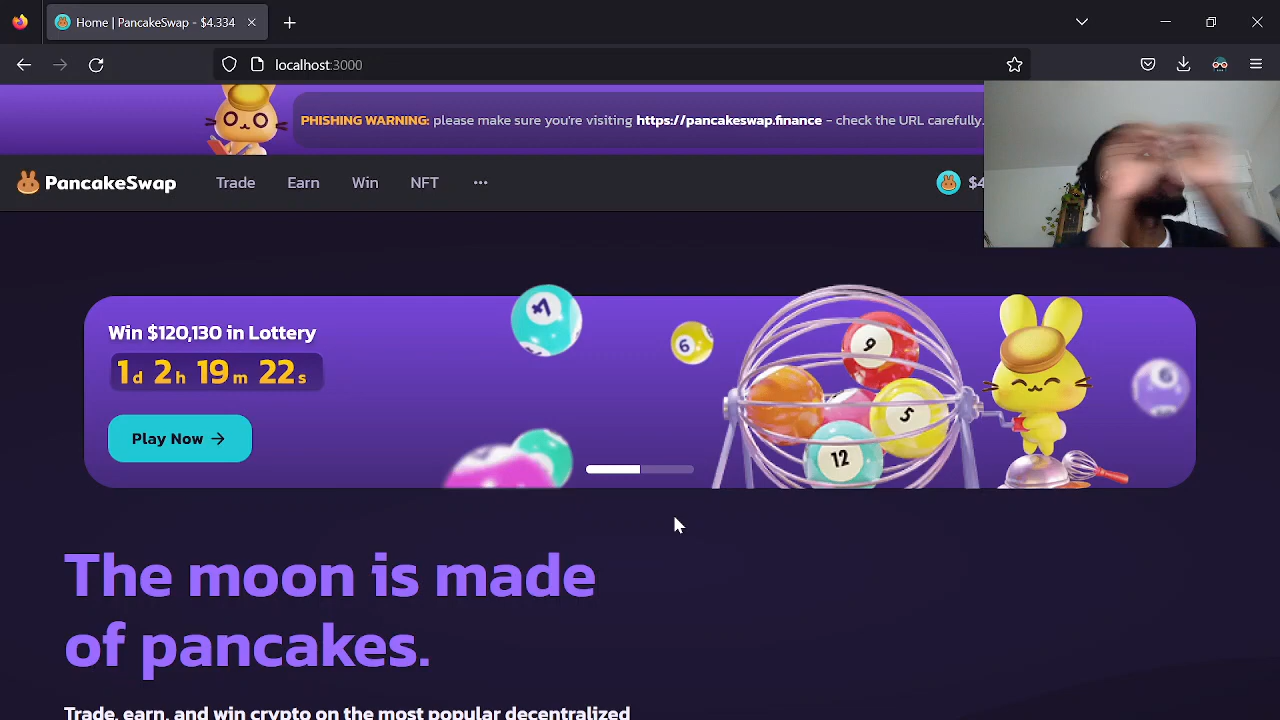 Home | PancakeSwap - $4.334
localhost:3000
PHISHING WARNING: please make sure you're visiting https://pancakeswap.finance - check the URL carefully.
PancakeSwap
Trade
Earn
Win
NFT
$4
Win $120,130 in Lottery
1d 2h 19m 22s
Play Now
4
6
9
5
12
6
The moon is made
of pancakes.
Trade, earn, and win crypto on the most popular decentralized